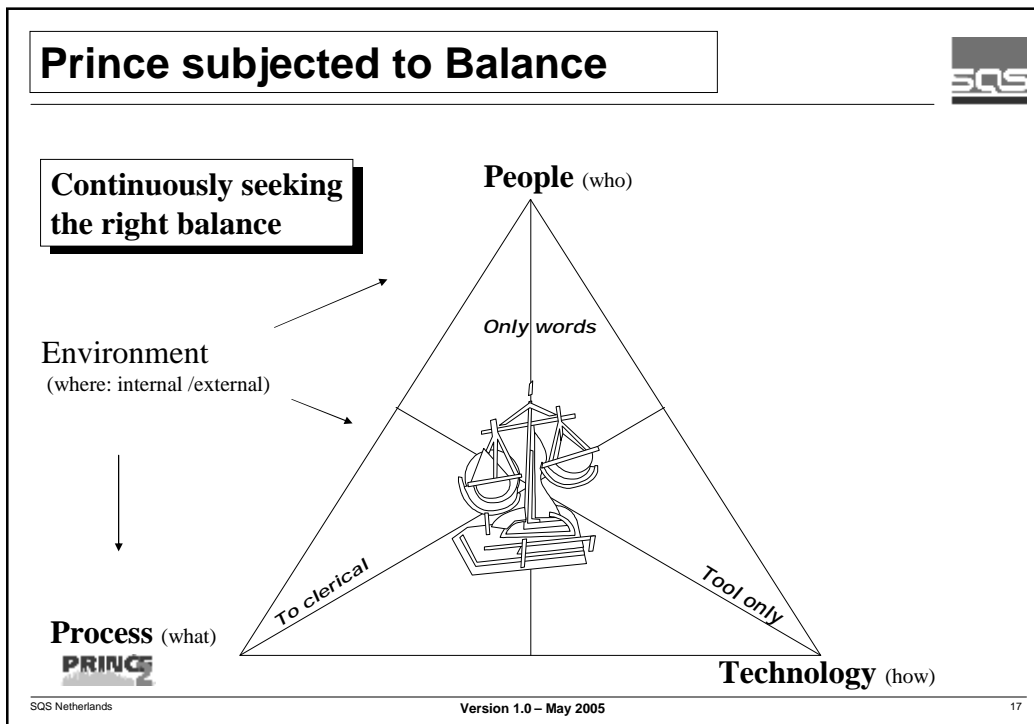 Prince subjected to Balance
SQS
Continuously seeking
the right balance
People (who)
Only words
Environment
(where: internal /external)
To clerical
Tool only
Process (what)
PRINCE2
Technology (how)
SQS Netherlands
Version 1.0 – May 2005
17